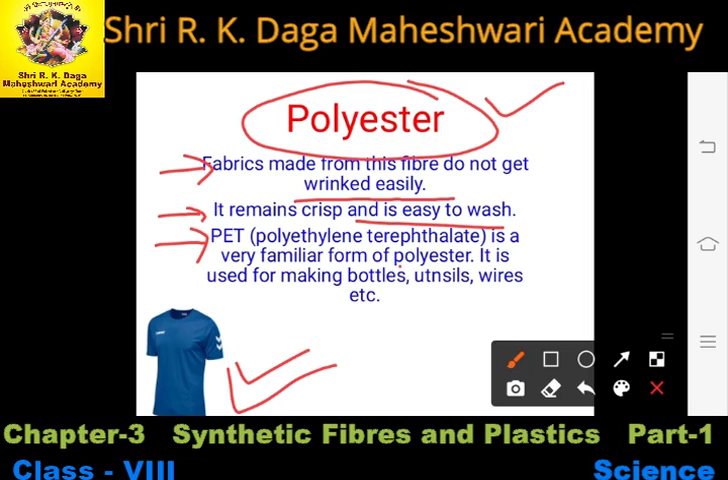 Shri R. K. Daga Maheshwari Academy
Shri R. K. Daga
Maheshwari Academy
Polyester
Fabrics made from this fibre do not get
wrinked easily.
It remains crisp and is easy to wash.
PET (polyethylene terephthalate) is a
very familiar form of polyester. It is
used for making bottles, utnsils, wires
etc.
Chapter-3 Synthetic Fibres and Plastics Part-1
Class - VIII Science